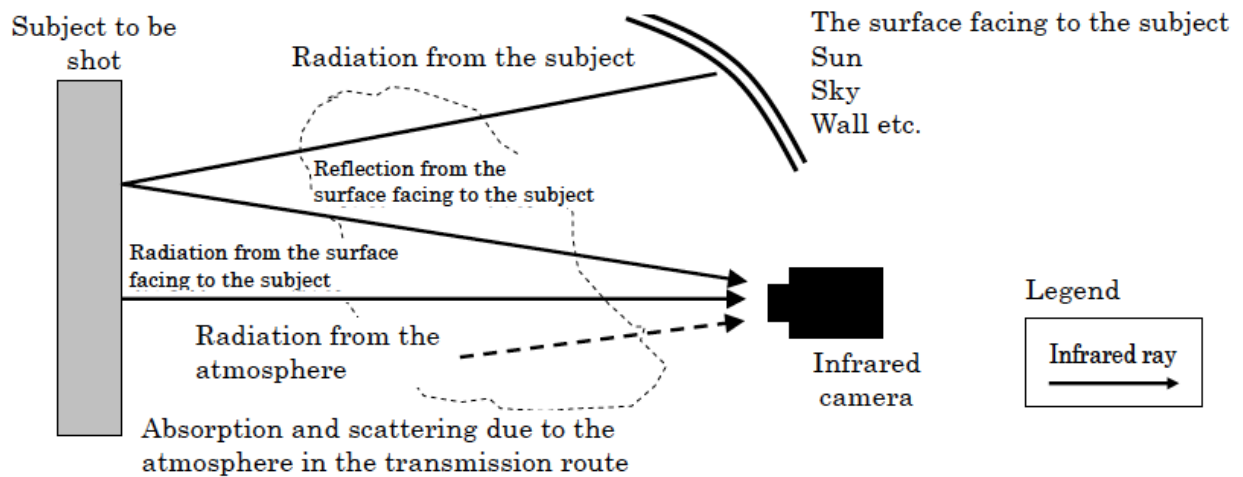 Subject to be
shot
Radiation from the subject
The surface facing to the subject
Sun
Sky
Wall etc.
Reflection from the
surface facing to the subject
Radiation from the surface
facing to the subject
Radiation from the
atmosphere
Absorption and scattering due to the
atmosphere in the transmission route
Infrared
camera
Legend
Infrared ray